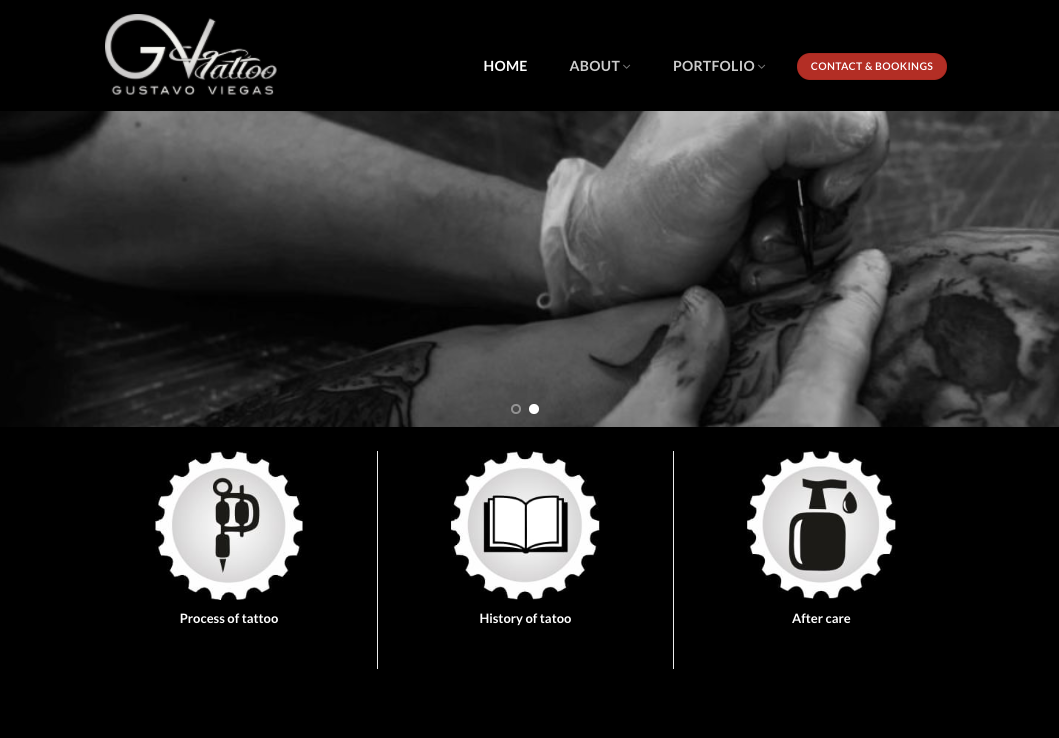 GV tattoo
GUSTAVO VIEGAS
HOME ABOUT PORTFOLIO CONTACT & BOOKINGS
Process of tattoo
History of tatoo
After care